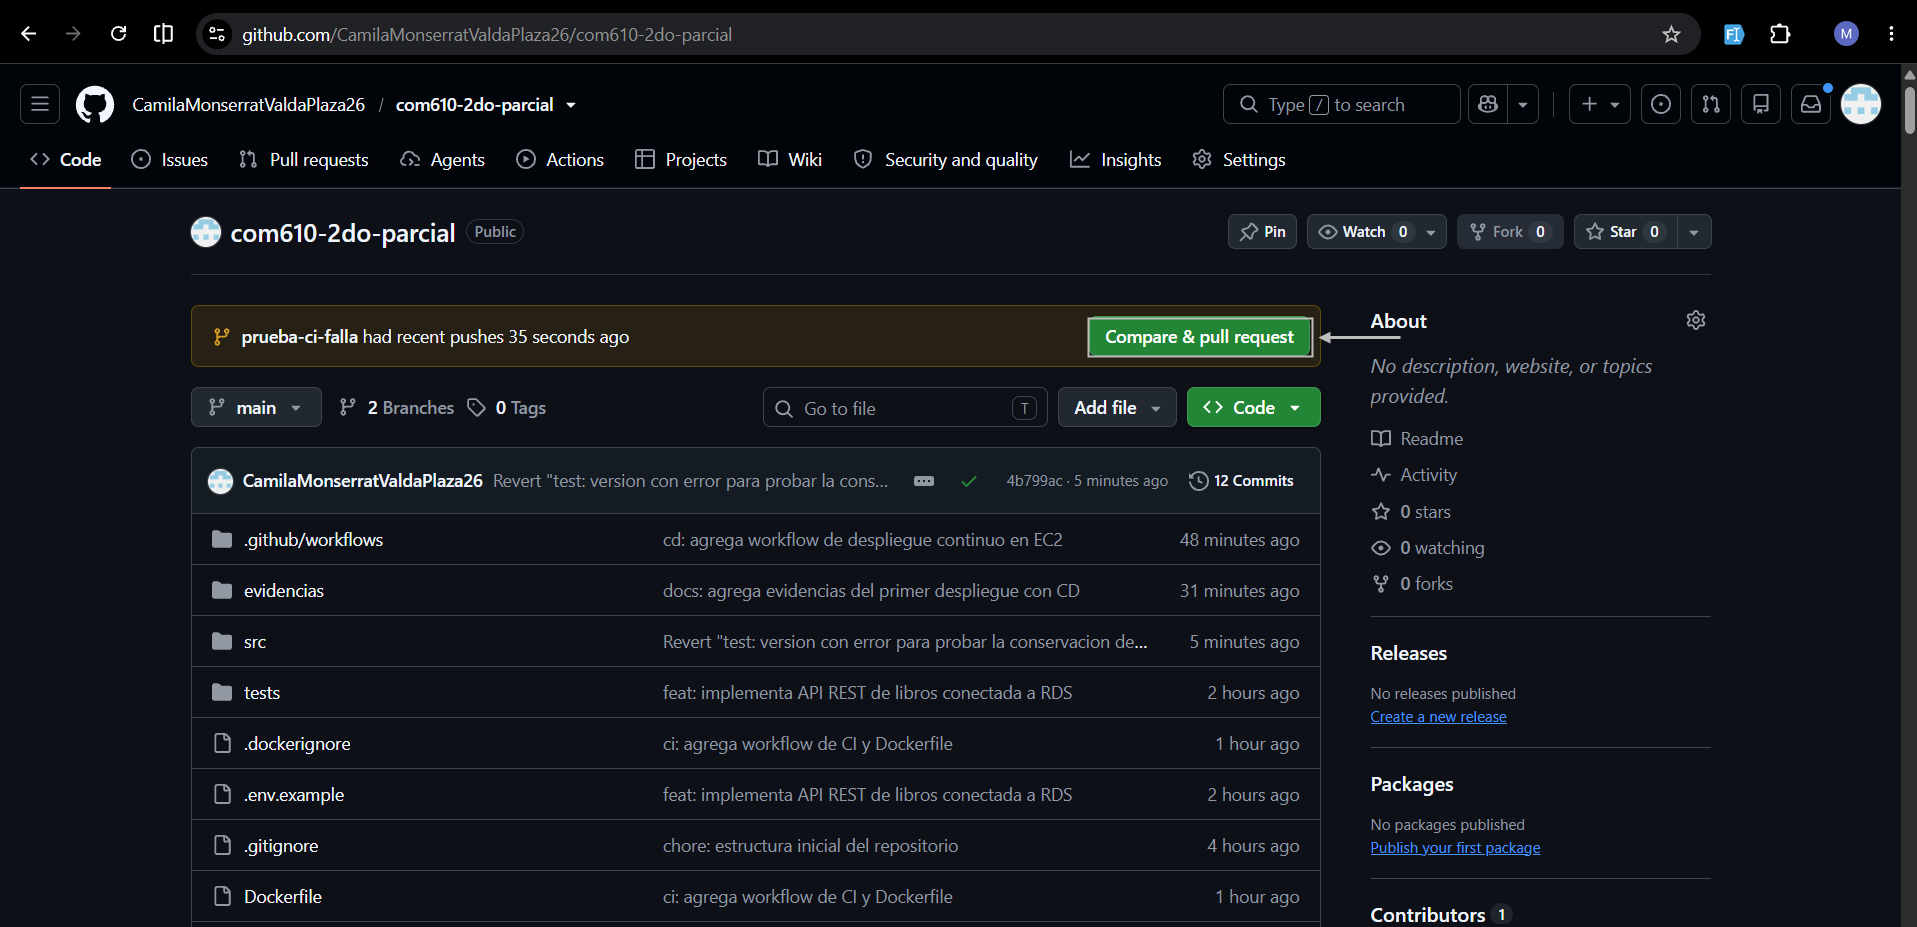 github.com/CamilaMonserratValdaPlaza26/com610-2do-parcial
M
CamilaMonserratValdaPlaza26 / com610-2do-parcial
Type / to search
Code Issues Pull requests Agents Actions Projects Wiki Security and quality Insights Settings
com610-2do-parcial Public
Pin Watch 0 Fork 0 Star 0
prueba-ci-falla had recent pushes 35 seconds ago
Compare & pull request
main 2 Branches 0 Tags
Go to file T
Add file
Code
CamilaMonserratValdaPlaza26 Revert "test: version con error para probar la cons... 4b799ac · 5 minutes ago 12 Commits
.github/workflows cd: agrega workflow de despliegue continuo en EC2 48 minutes ago
evidencias docs: agrega evidencias del primer despliegue con CD 31 minutes ago
src Revert "test: version con error para probar la conservacion de... 5 minutes ago
tests feat: implementa API REST de libros conectada a RDS 2 hours ago
.dockerignore ci: agrega workflow de CI y Dockerfile 1 hour ago
.env.example feat: implementa API REST de libros conectada a RDS 2 hours ago
.gitignore chore: estructura inicial del repositorio 4 hours ago
Dockerfile ci: agrega workflow de CI y Dockerfile 1 hour ago
About
No description, website, or topics
provided.
Readme
Activity
0 stars
0 watching
0 forks
Releases
No releases published
Create a new release
Packages
No packages published
Publish your first package
Contributors 1